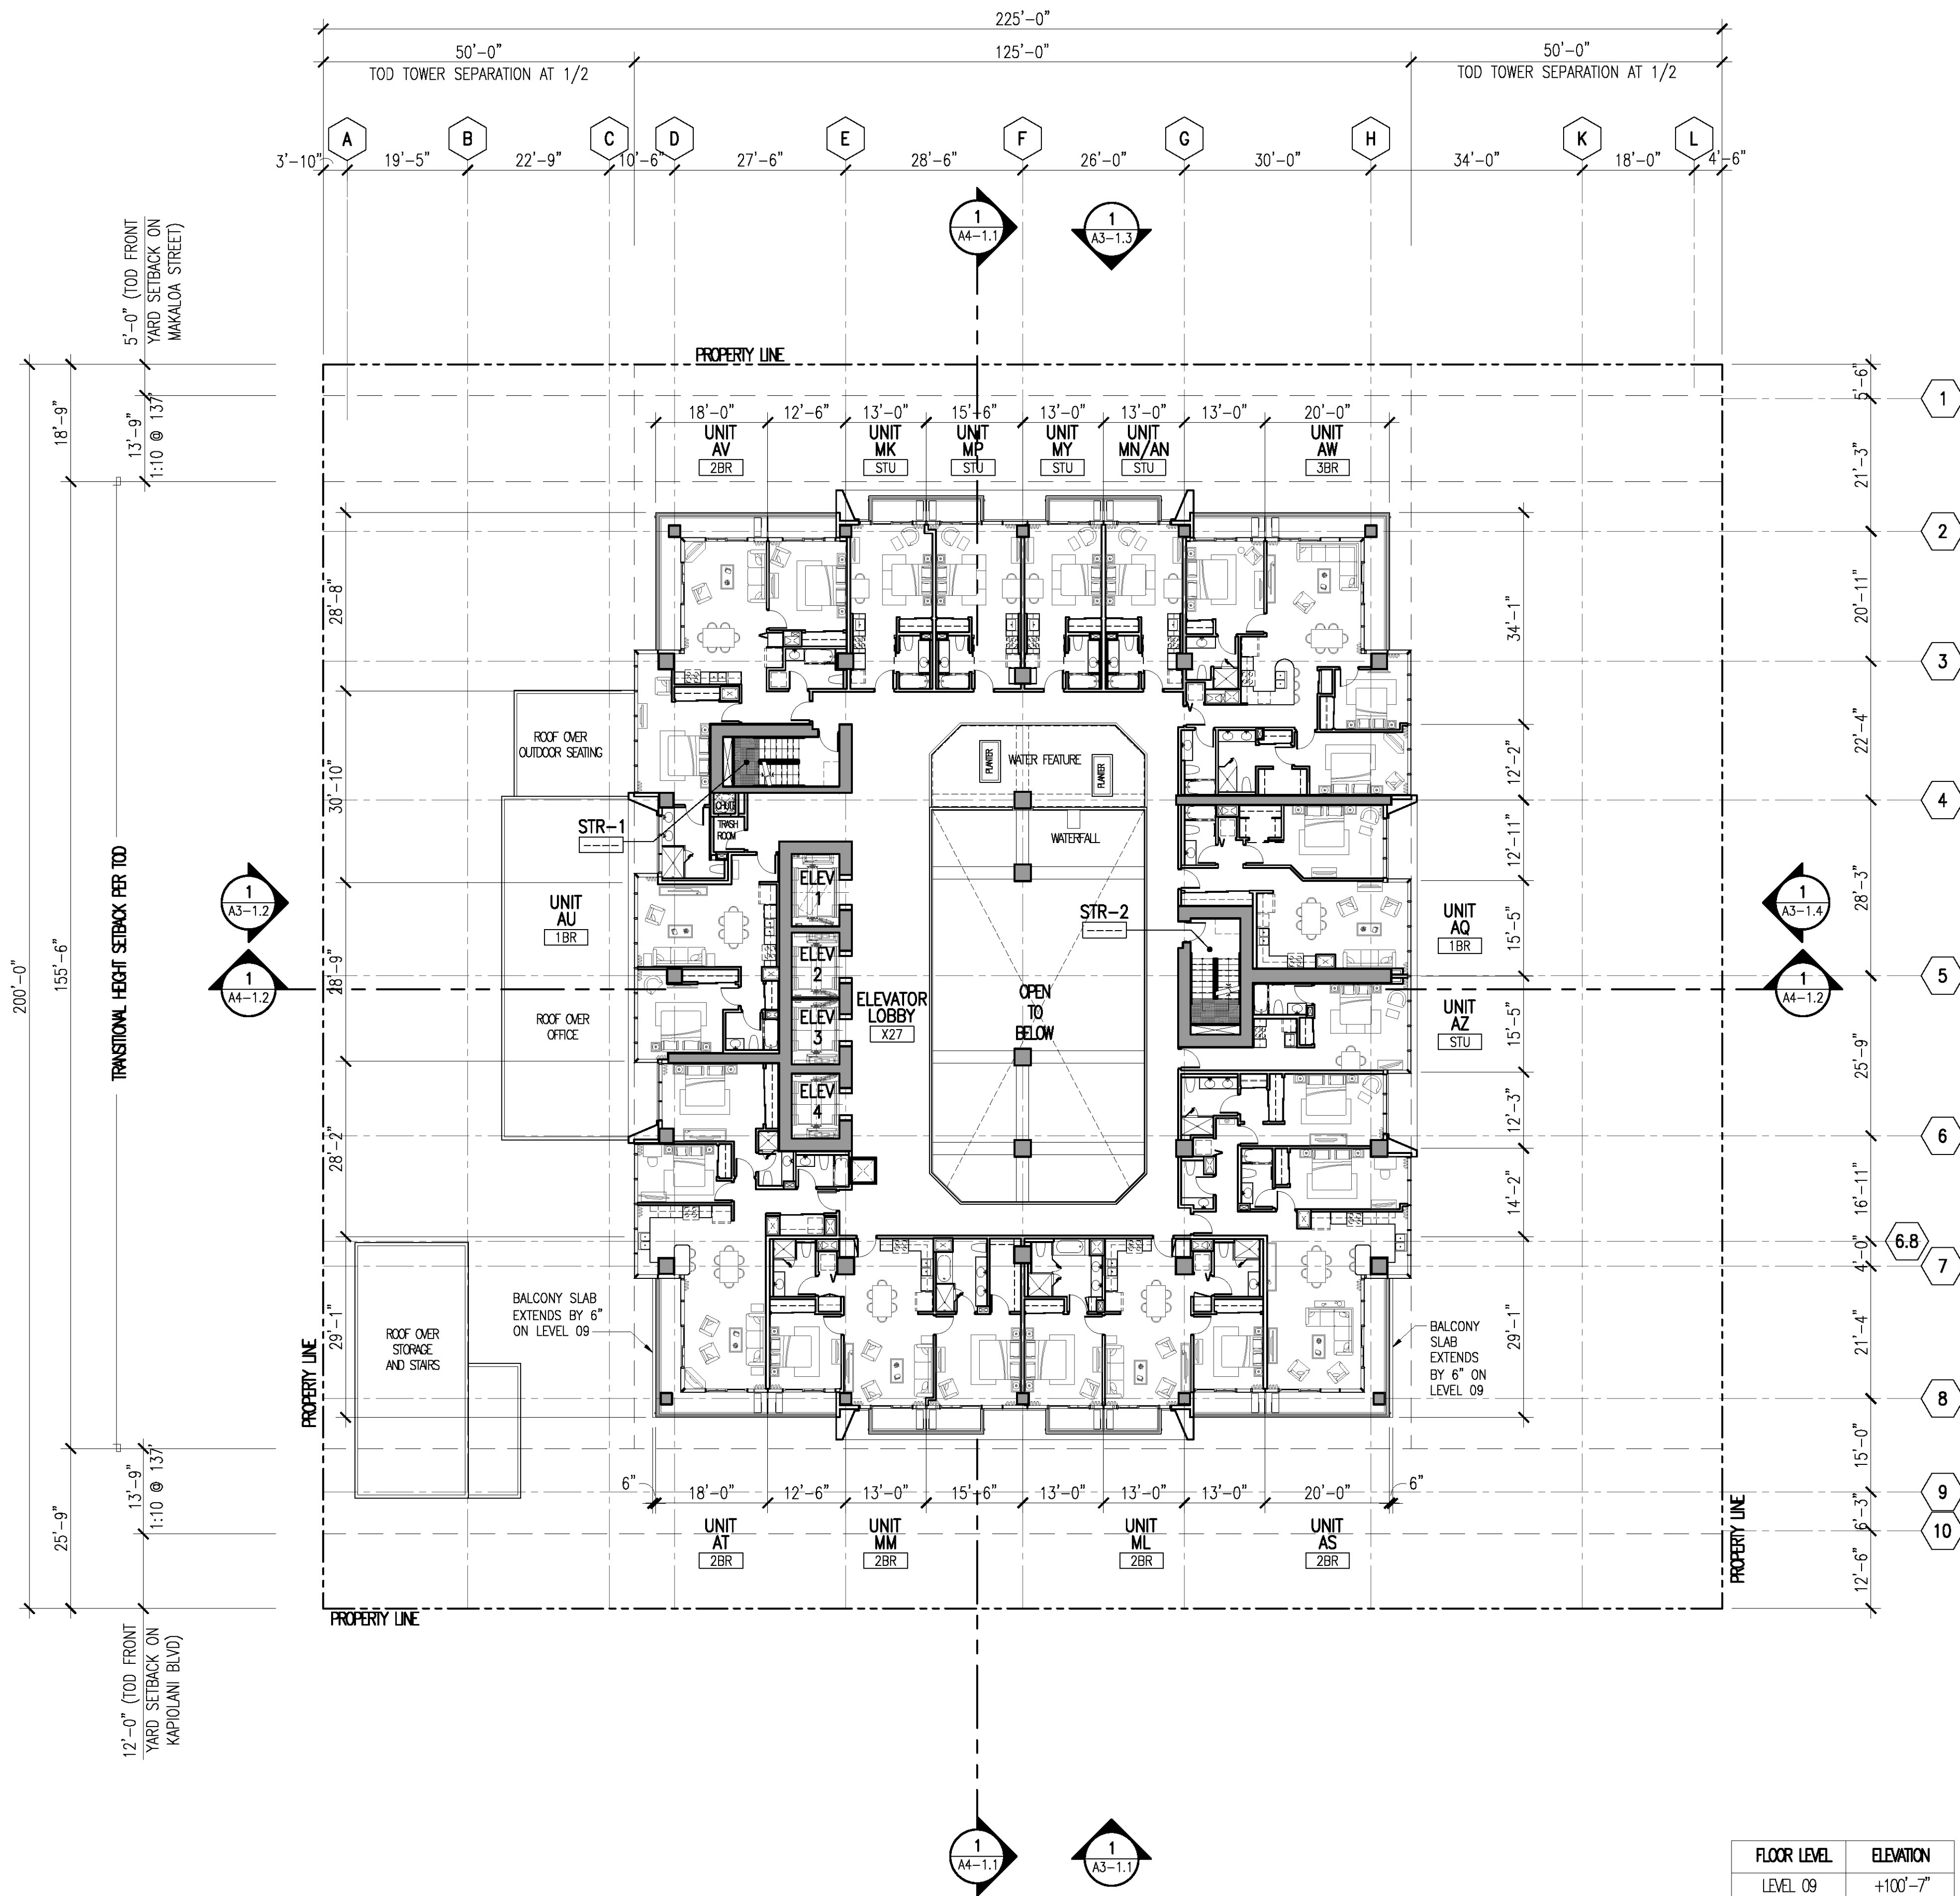 225'-0"
50'-0"
125'-0"
50'-0"
TOD TOWER SEPARATION AT 1/2
TOD TOWER SEPARATION AT 1/2
A
B
C
D
E
F
G
H
K
L
3'-10"
19'-5"
22'-9"
10'-6"
27'-6"
28'-6"
26'-0"
30'-0"
34'-0"
18'-0"
4'-6"
1
A4-1.1
1
A3-1.3
5'-0" (TOD FRONT
YARD SETBACK ON
MAKALOA STREET)
PROPERTY LINE
18'-9"
13'-9"
1:10 @ 137'
5'-6"
1
18'-0"
12'-6"
13'-0"
15'-6"
13'-0"
13'-0"
13'-0"
20'-0"
UNIT
AV
2BR
UNIT
MK
STU
UNIT
MP
STU
UNIT
MY
STU
UNIT
MN/AN
STU
UNIT
AW
3BR
21'-3"
2
28'-8"
34'-1"
20'-11"
3
ROOF OVER
OUTDOOR SEATING
PLANTER
WATER FEATURE
PLANTER
22'-4"
12'-2"
30'-10"
4
CHUTE
TRASH
ROOM
STR-1
WATERFALL
12'-11"
TRANSITIONAL HEIGHT SETBACK PER TOD
200'-0"
155'-6"
1
A3-1.2
1
A4-1.2
UNIT
AU
1BR
ELEV
1
ELEV
2
ELEV
3
ELEV
4
ELEVATOR
LOBBY
X27
STR-2
OPEN
TO
BELOW
UNIT
AQ
1BR
15'-5"
28'-3"
1
A3-1.4
1
A4-1.2
5
28'-9"
ROOF OVER
OFFICE
UNIT
AZ
STU
15'-5"
25'-9"
12'-3"
6
28'-2"
14'-2"
16'-11"
6.8
4'-0"
7
BALCONY SLAB
EXTENDS BY 6"
ON LEVEL 09
ROOF OVER
STORAGE
AND STAIRS
29'-1"
PROPERTY LINE
BALCONY
SLAB
EXTENDS
BY 6" ON
LEVEL 09
29'-1"
21'-4"
8
15'-0"
6"
18'-0"
12'-6"
13'-0"
15'-6"
13'-0"
13'-0"
13'-0"
20'-0"
6"
9
6'-3"
10
25'-9"
13'-9"
1:10 @ 137'
UNIT
AT
2BR
UNIT
MM
2BR
UNIT
ML
2BR
UNIT
AS
2BR
PROPERTY LINE
12'-6"
PROPERTY LINE
12'-0" (TOD FRONT
YARD SETBACK ON
KAPIOLANI BLVD)
1
A4-1.1
1
A3-1.1
FLOOR LEVEL
ELEVATION
LEVEL 09
+100'-7"